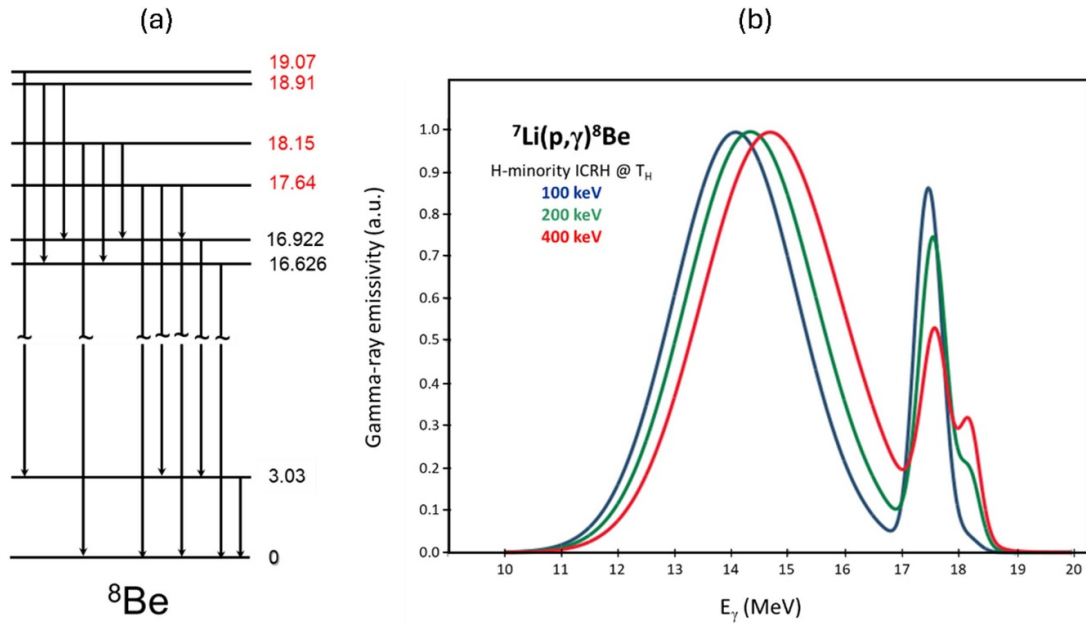 (a)
19.07
18.91
18.15
17.64
16.922
16.626
~ ~ ~ ~ ~ ~ ~
3.03
0
⁸Be
(b)
⁷Li(p,γ)⁸Be
H-minority ICRH @ T_H
100 keV
200 keV
400 keV
Gamma-ray emissivity (a.u.)
1.0
0.9
0.8
0.7
0.6
0.5
0.4
0.3
0.2
0.1
0.0
10 11 12 13 14 15 16 17 18 19 20
E_γ (MeV)